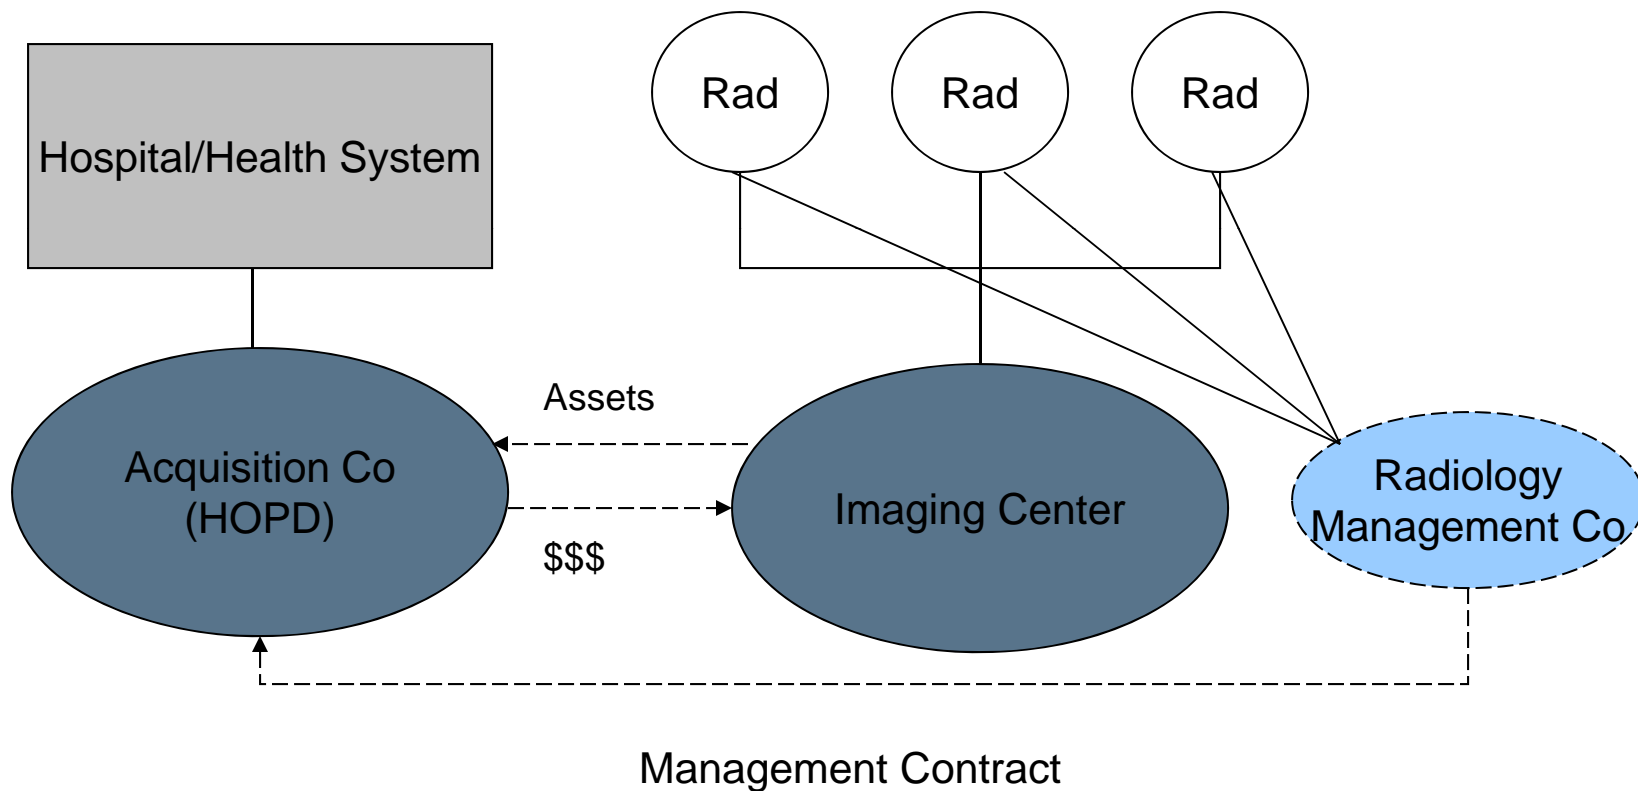 Rad
Rad
Rad
Hospital/Health System
Assets
Acquisition Co
(HOPD)
$$$
Imaging Center
Radiology
Management Co
Management Contract